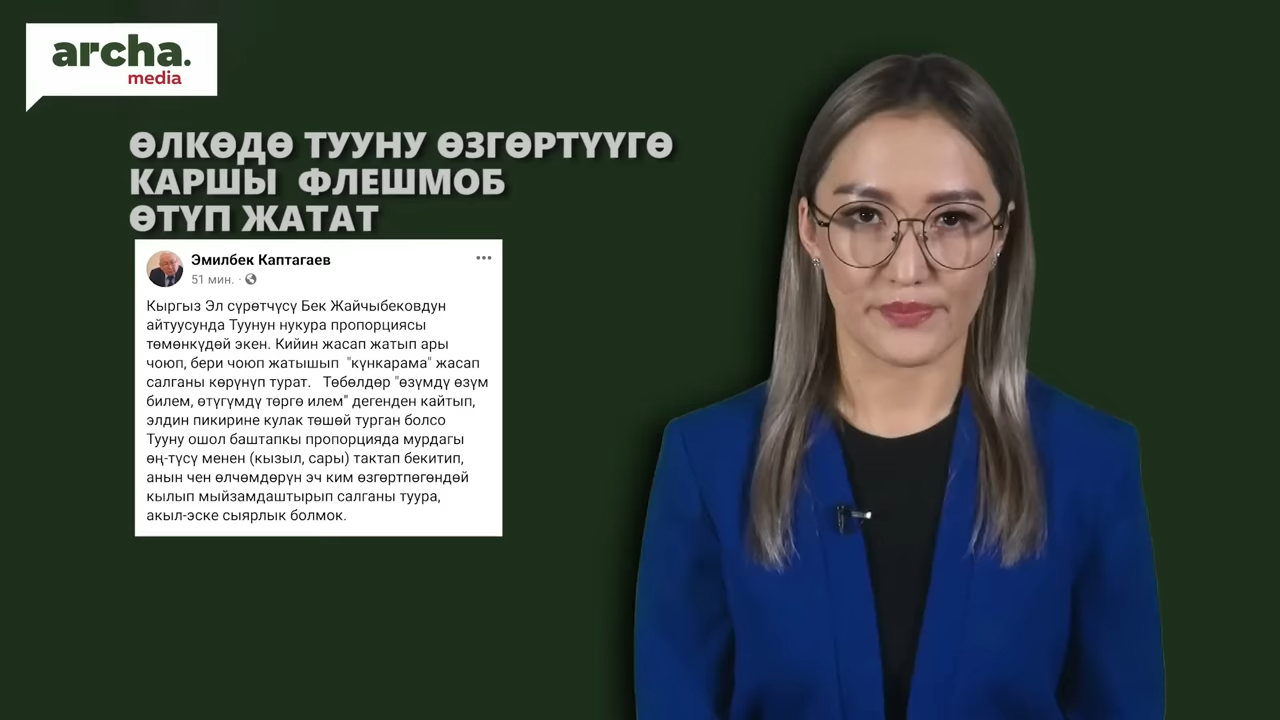 archa.
media
ӨЛКӨДӨ ТУУНУ ӨЗГӨРТҮҮГӨ
КАРШЫ ФЛЕШМОБ
ӨТҮП ЖАТАТ
Эмилбек Каптагаев
51 мин. ·
Кыргыз Эл сүрөтчүсү Бек Жайчыбековдун
айтуусунда Туунун нукура пропорциясы
төмөнкүдөй экен. Кийин жасап жатып ары
чоюп, бери чоюп жатышып "күнкарама" жасап
салганы көрүнүп турат. Төбөлдөр "өзүмдү өзүм
билем, өтүгүмдү төргө илем" дегенден кайтып,
элдин пикирине кулак төшөй турган болсо
Тууну ошол баштапкы пропорцияда мурдагы
өң-түсү менен (кызыл, сары) тактап бекитип,
анын чен өлчөмдөрүн эч ким өзгөртпөгөндөй
кылып мыйзамдаштырып салганы туура,
акыл-эске сыярлык болмок.